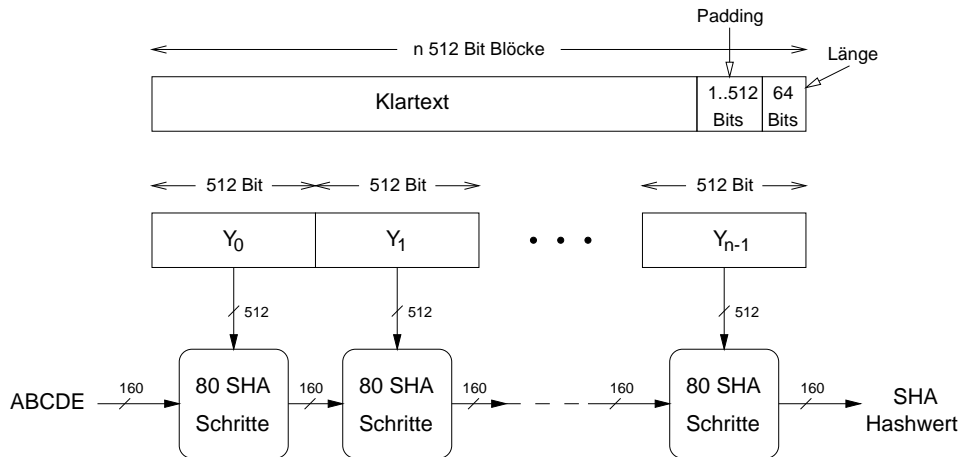 Padding
n 512 Bit Blöcke
Länge
Klartext
1..512
Bits
64
Bits
512 Bit
512 Bit
512 Bit
Y0
Y1
Yn-1
512
512
512
ABCDE
160
80 SHA
Schritte
160
80 SHA
Schritte
160
160
80 SHA
Schritte
160
SHA
Hashwert